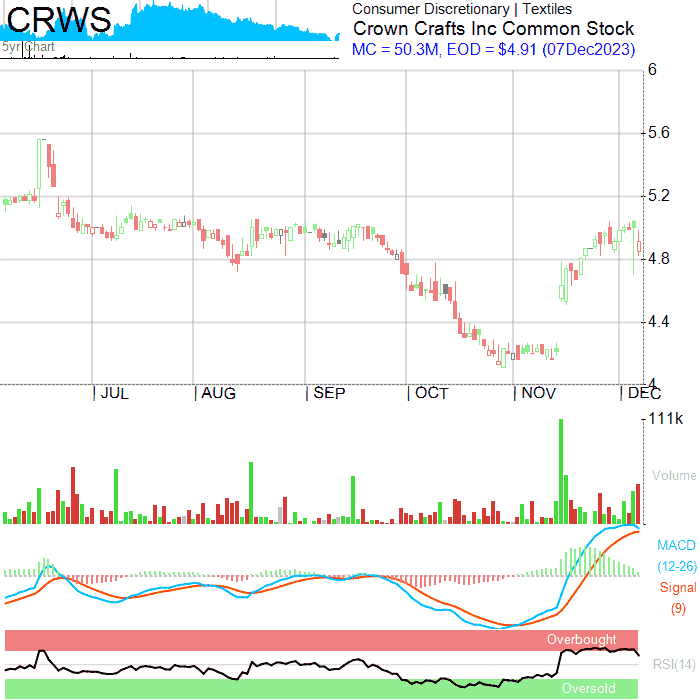 CRWS
5yr Chart
Consumer Discretionary | Textiles
Crown Crafts Inc Common Stock
MC = 50.3M, EOD = $4.91 (07Dec2023)
6
5.6
5.2
4.8
4.4
4
| JUL | AUG | SEP | OCT | NOV | DEC
111k
Volume
MACD
(12-26)
Signal
(9)
Overbought
RSI(14)
Oversold